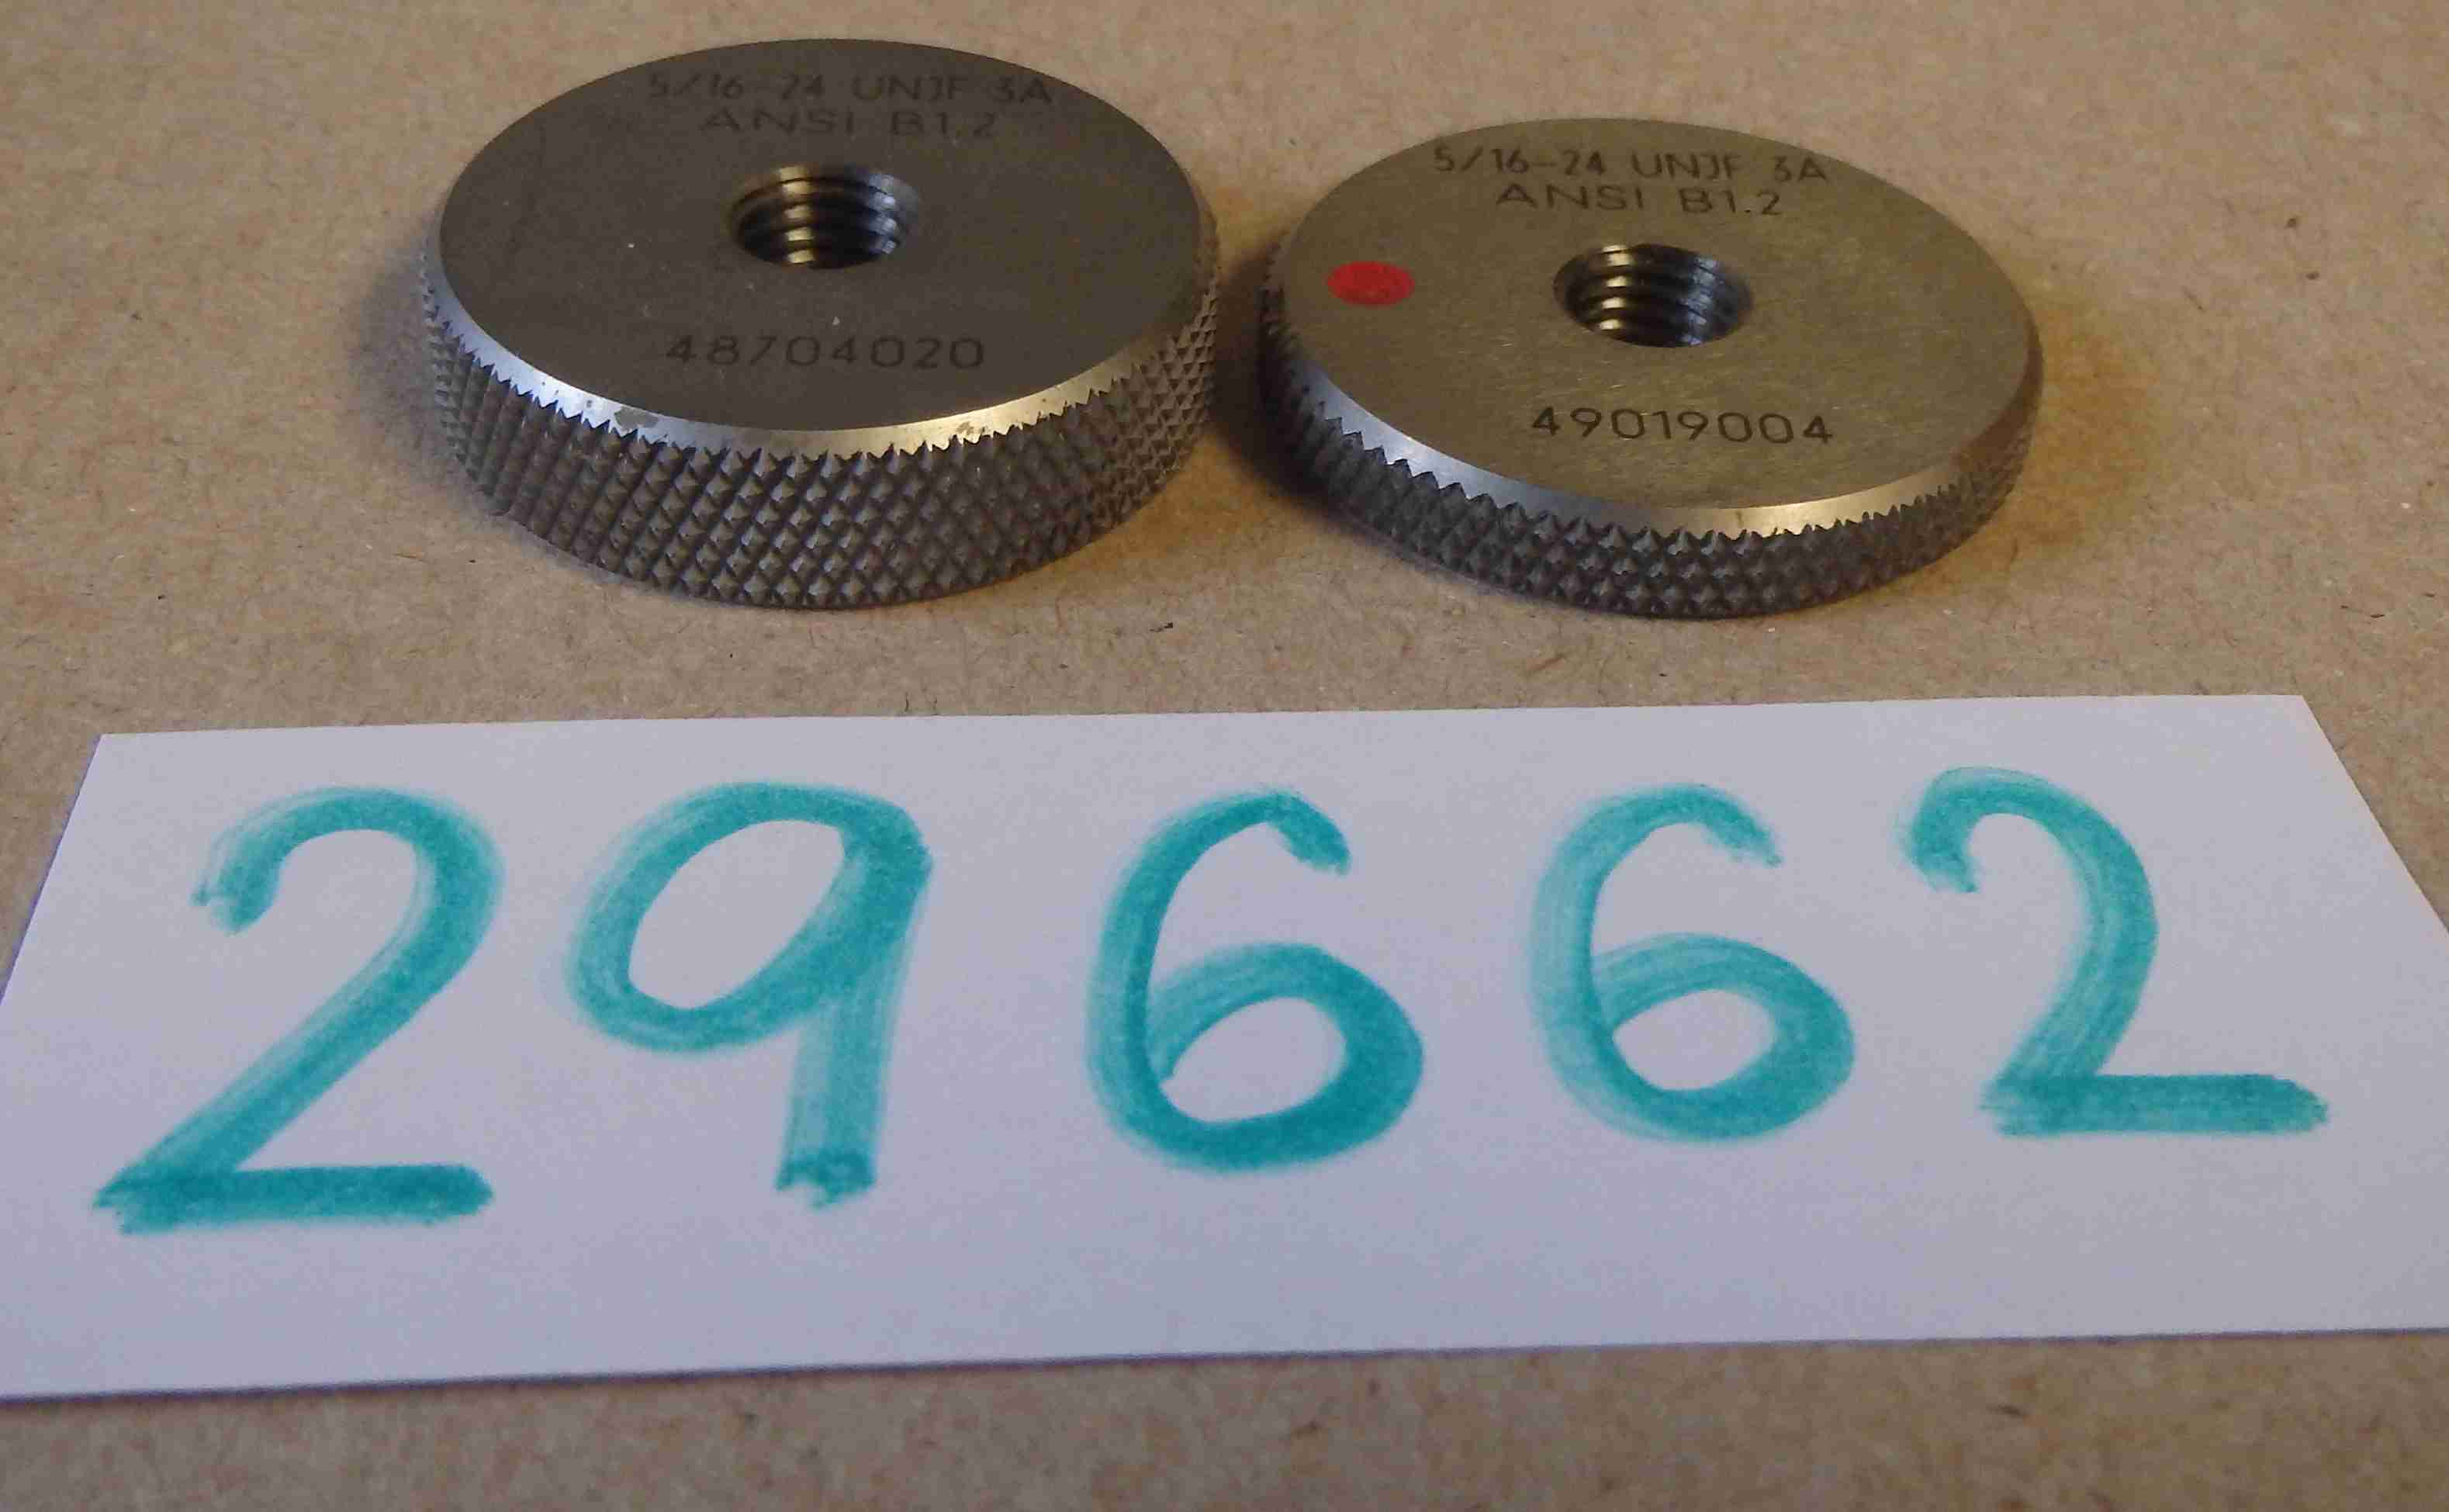 5/16-24 UNJF 3A
ANSI B1.2
48704020
5/16-24 UNJF 3A
ANSI B1.2
49019004
29662